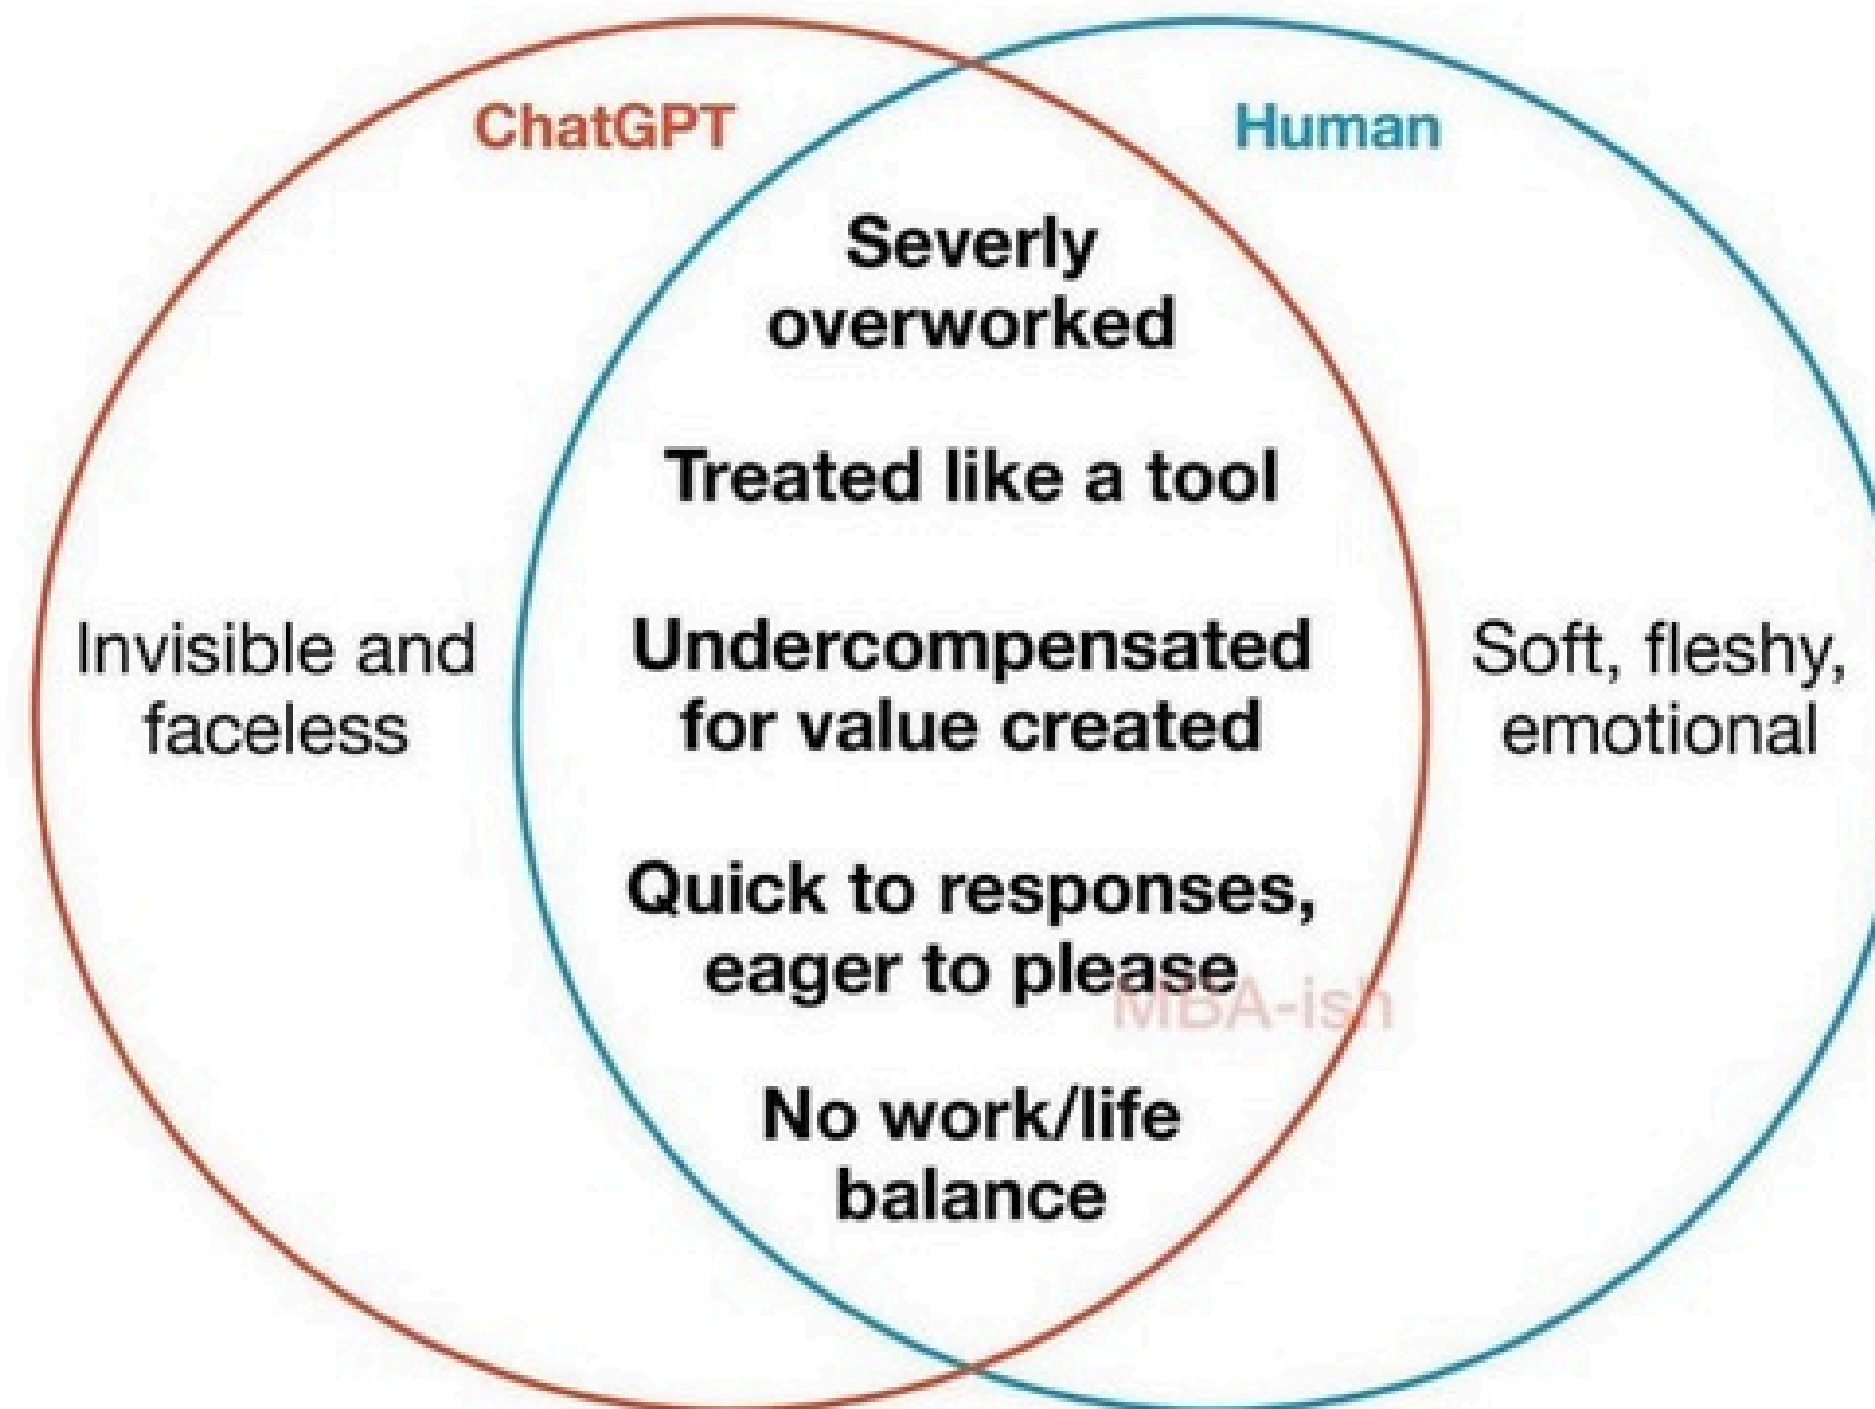 ChatGPT
Human
Severly
overworked
Treated like a tool
Undercompensated
for value created
Invisible and
faceless
Soft, fleshy,
emotional
Quick to responses,
eager to please
MBA-ish
No work/life
balance